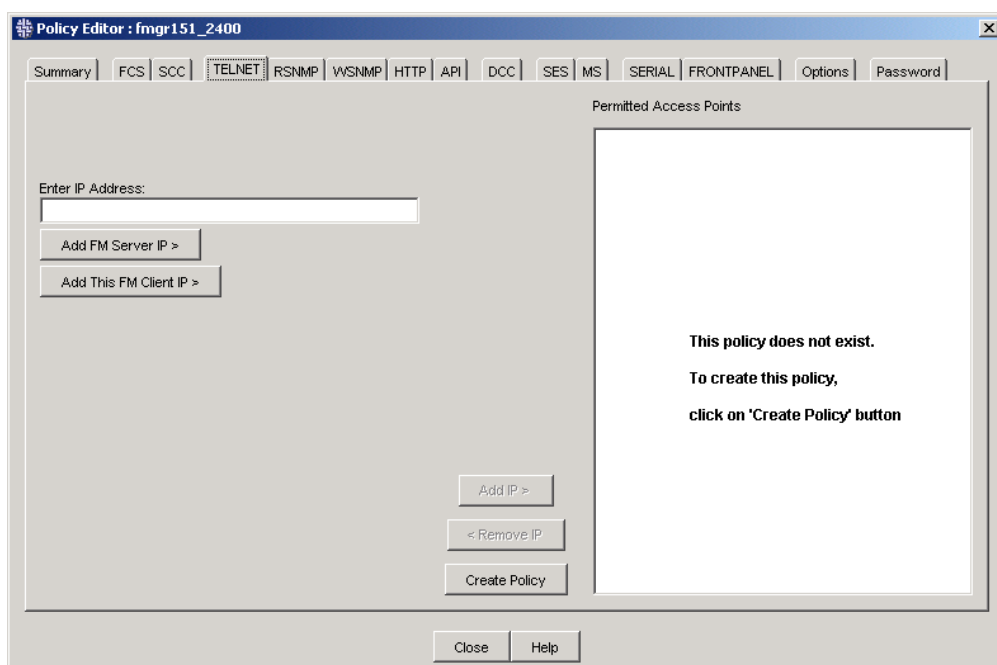 Policy Editor : fmgr151_2400
Summary FCS SCC TELNET RSNMP WSNMP HTTP API DCC SES MS SERIAL FRONTPANEL Options Password
Permitted Access Points
Enter IP Address:
Add FM Server IP >
Add This FM Client IP >
This policy does not exist.
To create this policy,
click on 'Create Policy' button
Add IP >
< Remove IP
Create Policy
Close Help